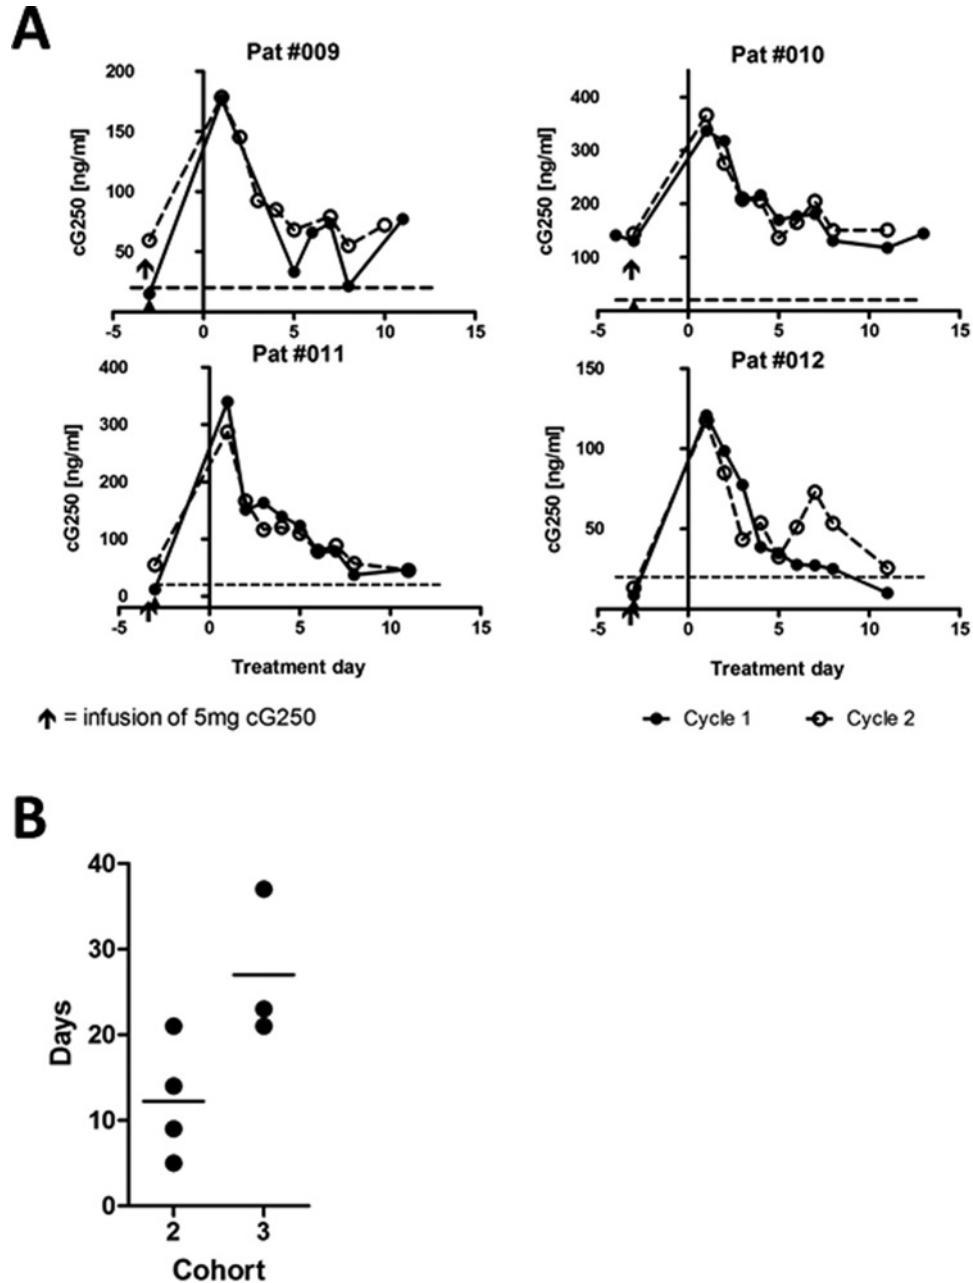 A
Pat #009
cG250 [ng/ml]
200
150
100
50
-5 0 5 10 15
Pat #010
cG250 [ng/ml]
400
300
200
100
-5 0 5 10 15
Pat #011
cG250 [ng/ml]
400
300
200
100
0
-5 0 5 10 15
Treatment day
Pat #012
cG250 [ng/ml]
150
100
50
-5 0 5 10 15
Treatment day
= infusion of 5mg cG250
Cycle 1 Cycle 2
B
Days
40
30
20
10
0
2 3
Cohort